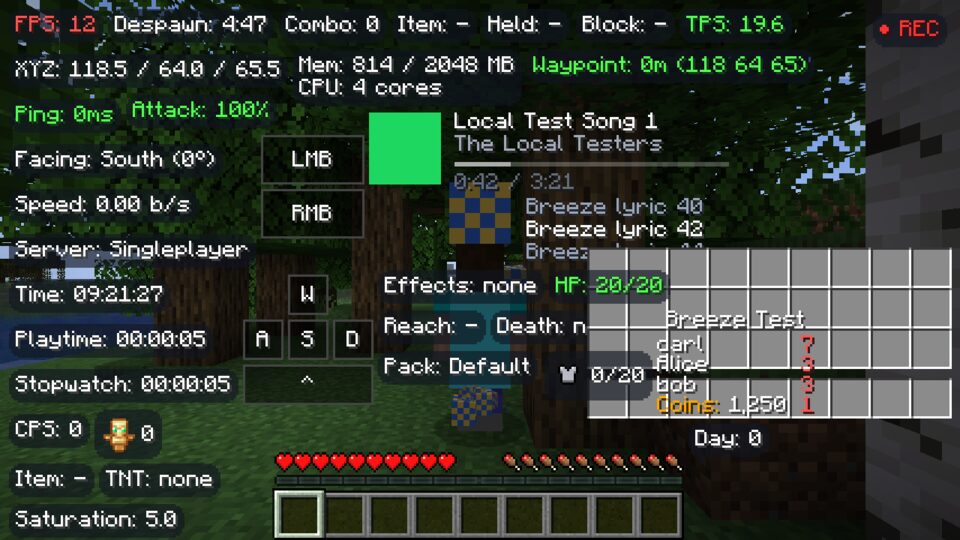 FPS: 12 Despawn: 4:47 Combo: 0 Item: - Held: - Block: - TPS: 19.6 REC
XYZ: 118.5 / 64.0 / 65.5 Mem: 814 / 2048 MB Waypoint: 0m (118 64 65)
CPU: 4 cores
Ping: 0ms Attack: 100%
Local Test Song 1
The Local Testers
Facing: South (0°) LMB
0:42 / 3:21
Speed: 0.00 b/s RMB
Breeze lyric 40
Breeze lyric 42
Server: Singleplayer Breeze
Effects: none HP: 20/20
Time: 09:21:27 W
Breeze Test
Reach: - Death: n
Playtime: 00:00:05 A S D
darl 7
Alice 3
Pack: Default 0/20
Stopwatch: 00:00:05 ^
bob 3
Coins: 1,250 1
CPS: 0 0
Day: 0
Item: - TNT: none
Saturation: 5.0